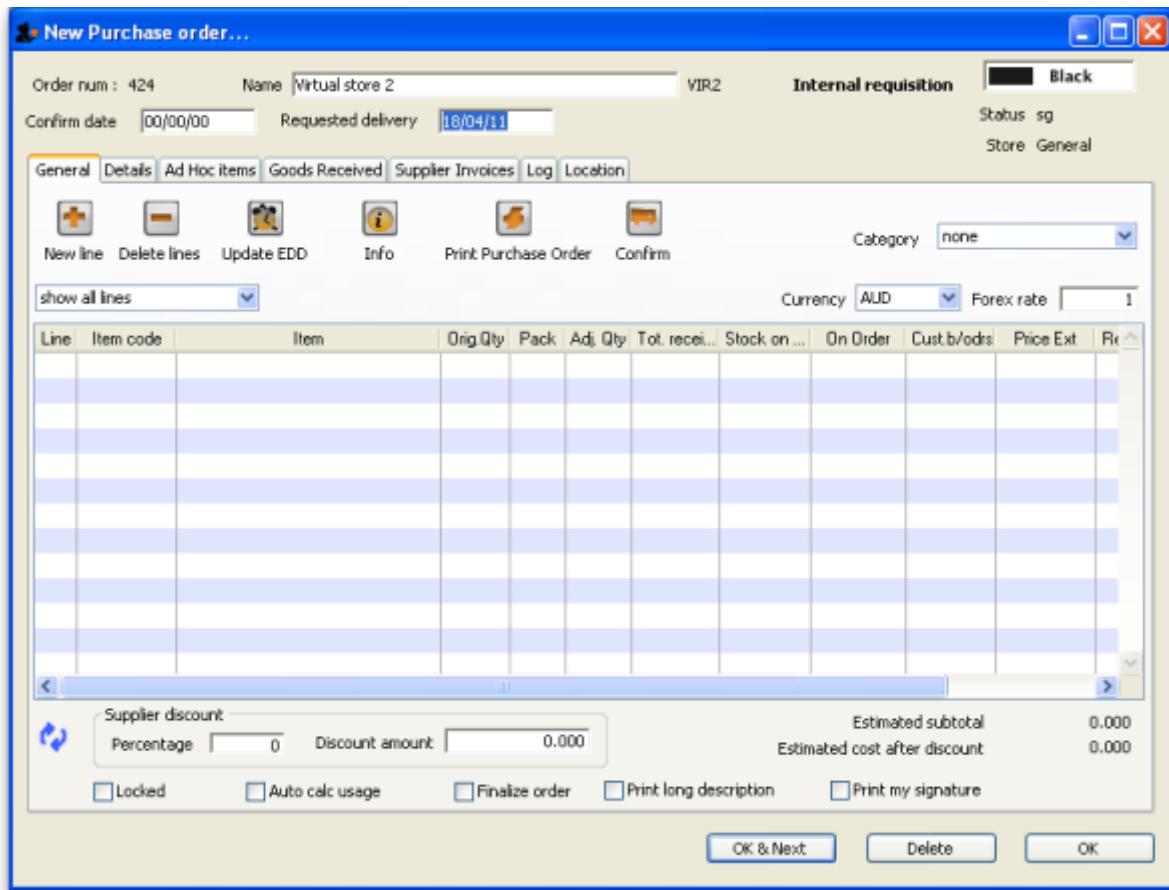 New Purchase order...
Order num : 424 Name Virtual store 2 VIR2 Internal requisition Black
Confirm date 00/00/00 Requested delivery 18/04/11 Status sg
Store General
General Details Ad Hoc items Goods Received Supplier Invoices Log Location
New line Delete lines Update EDD Info Print Purchase Order Confirm Category none
show all lines Currency AUD Forex rate 1
Line Item code Item Orig.Qty Pack Adj. Qty Tot. recei... Stock on ... On Order Cust.b/odrs Price Ext Re
Supplier discount Estimated subtotal 0.000
Percentage 0 Discount amount 0.000 Estimated cost after discount 0.000
Locked Auto calc usage Finalize order Print long description Print my signature
OK & Next Delete OK